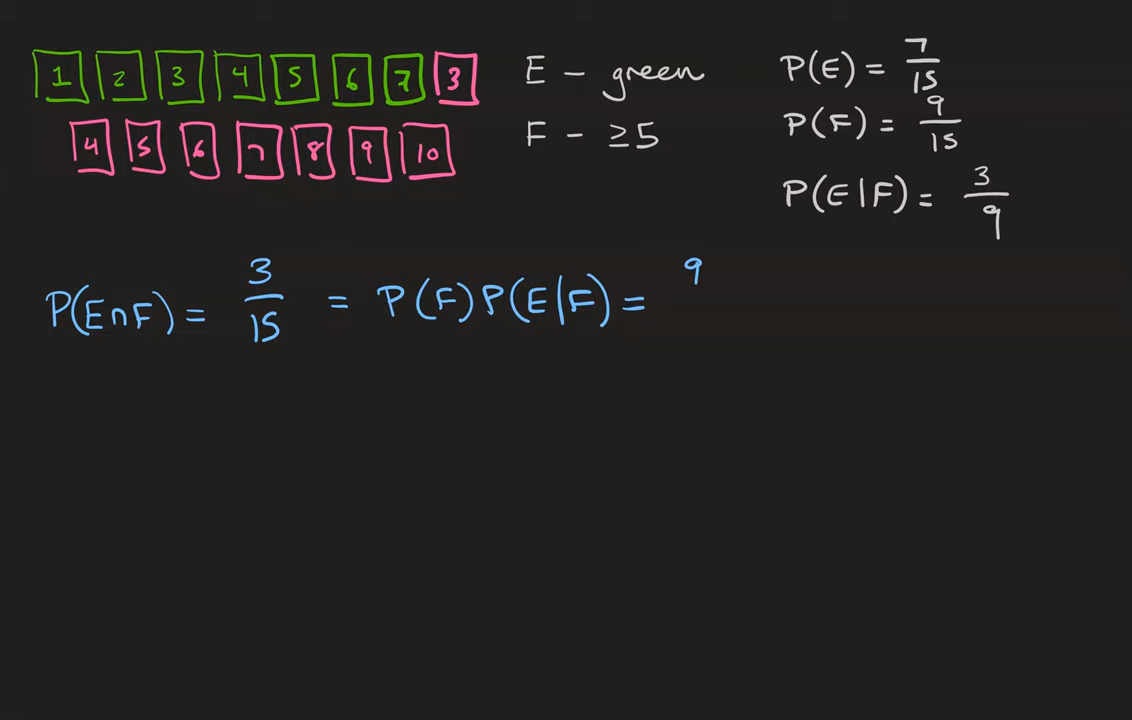 1 2 3 4 5 6 7 3
4 5 6 7 8 9 10
E – green
F – ≥5
P(E) = 7/15
P(F) = 9/15
P(E|F) = 3/9
P(E∩F) = 3/15 = P(F)P(E|F) = 9